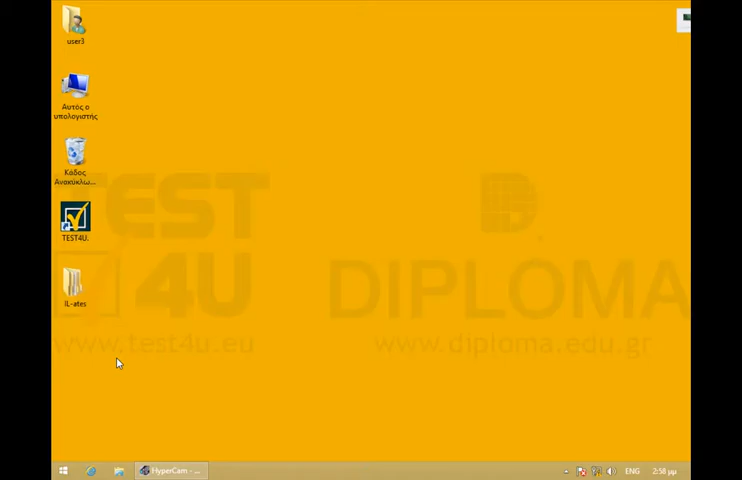 user3
Αυτός ο
υπολογιστής
Κάδος
Ανακύκλω...
TEST4U.
IL-ates
TEST
4U
www.test4u.eu
DIPLOMA
www.diploma.edu.gr
HyperCam - ...
ENG
2:58 μμ